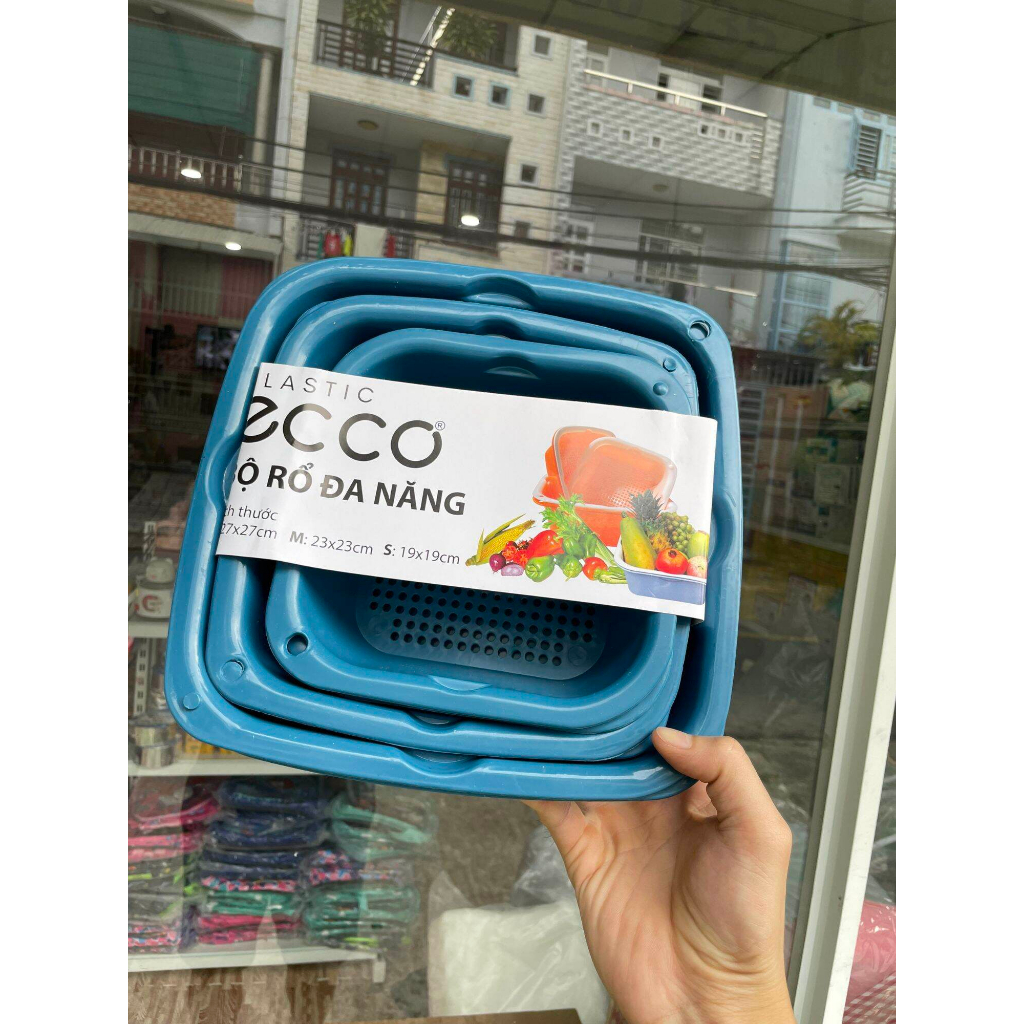 LASTIC
ecco®
BỘ RỔ ĐA NĂNG
thước
27x27cm M: 23x23cm S: 19x19cm